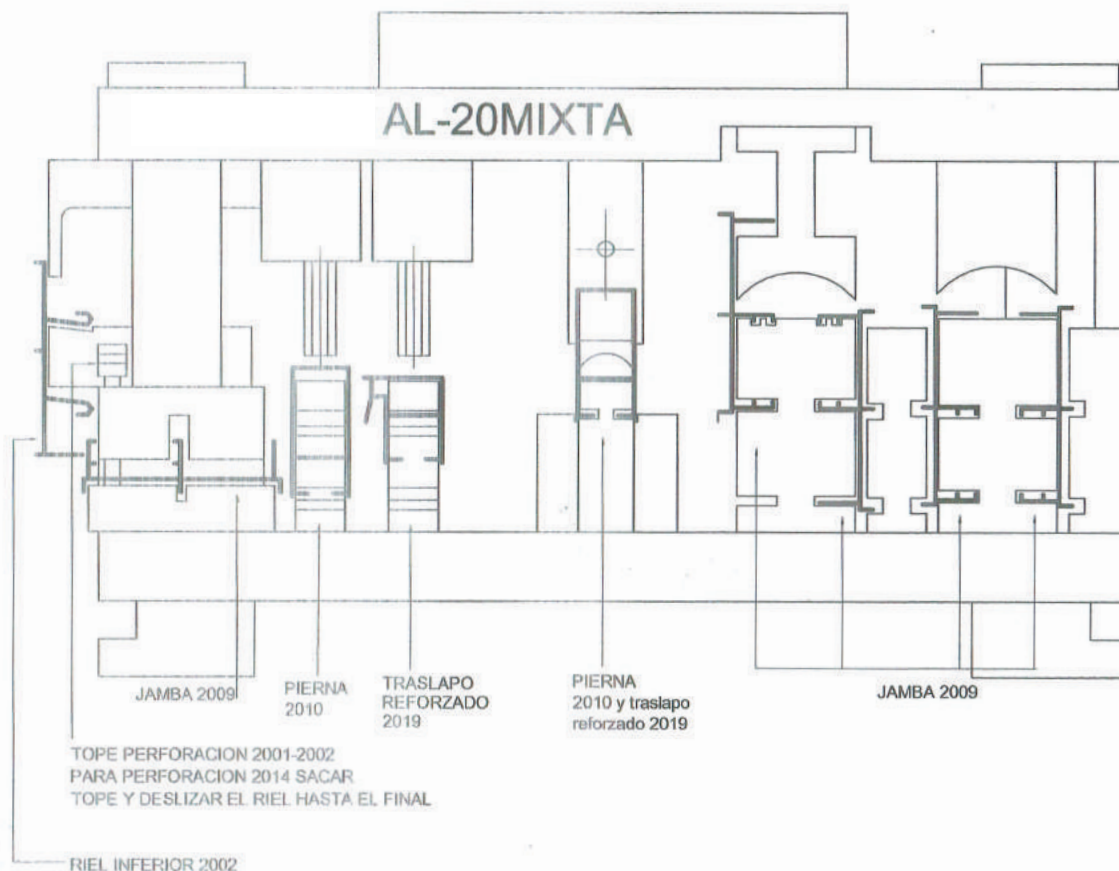 AL-20MIXTA
JAMBA 2009
PIERNA
2010
TRASLAPO
REFORZADO
2019
PIERNA
2010 y traslapo
reforzado 2019
JAMBA 2009
TOPE PERFORACION 2001-2002
PARA PERFORACION 2014 SACAR
TOPE Y DESLIZAR EL RIEL HASTA EL FINAL
RIEL INFERIOR 2002